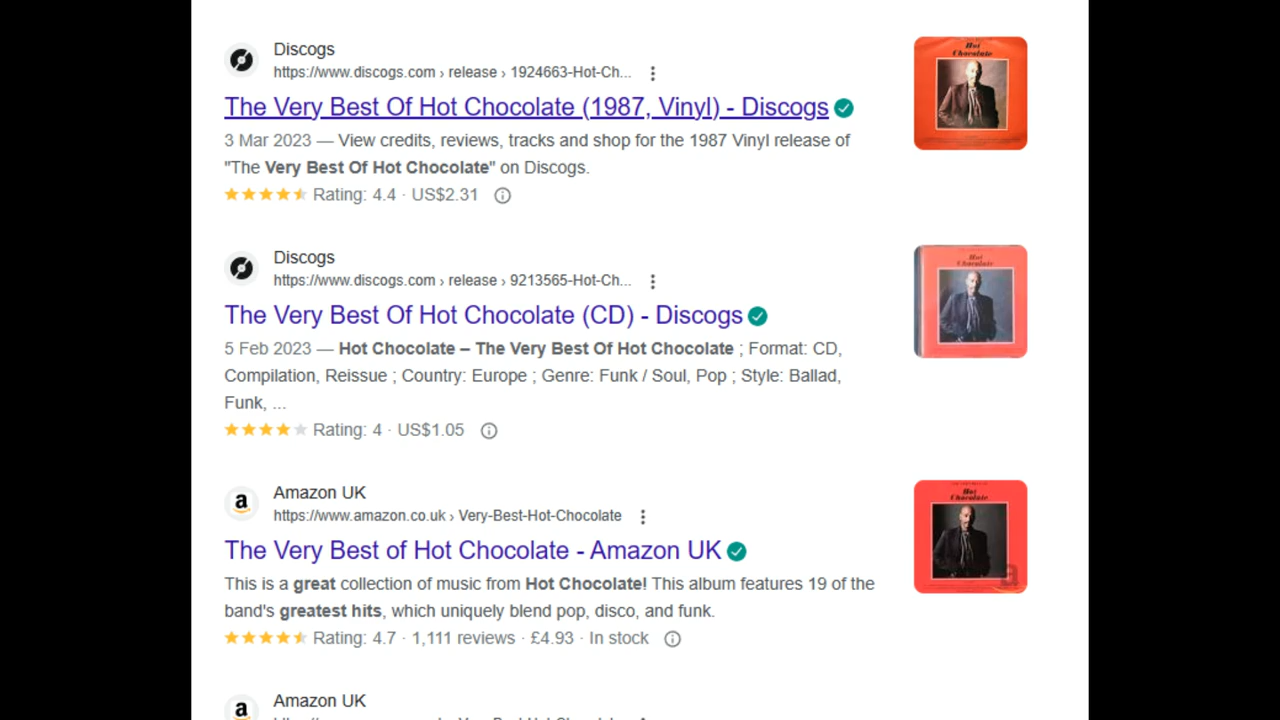 Discogs
https://www.discogs.com › release › 1924663-Hot-Ch...
The Very Best Of Hot Chocolate (1987, Vinyl) - Discogs
3 Mar 2023 — View credits, reviews, tracks and shop for the 1987 Vinyl release of
"The Very Best Of Hot Chocolate" on Discogs.
Rating: 4.4 · US$2.31
Hot
Chocolate
Discogs
https://www.discogs.com › release › 9213565-Hot-Ch...
The Very Best Of Hot Chocolate (CD) - Discogs
5 Feb 2023 — Hot Chocolate – The Very Best Of Hot Chocolate ; Format: CD,
Compilation, Reissue ; Country: Europe ; Genre: Funk / Soul, Pop ; Style: Ballad,
Funk, ...
Rating: 4 · US$1.05
Hot
Chocolate
a
Amazon UK
https://www.amazon.co.uk › Very-Best-Hot-Chocolate
The Very Best of Hot Chocolate - Amazon UK
This is a great collection of music from Hot Chocolate! This album features 19 of the
band's greatest hits, which uniquely blend pop, disco, and funk.
Rating: 4.7 · 1,111 reviews · £4.93 · In stock
Hot
Chocolate
a
a
Amazon UK